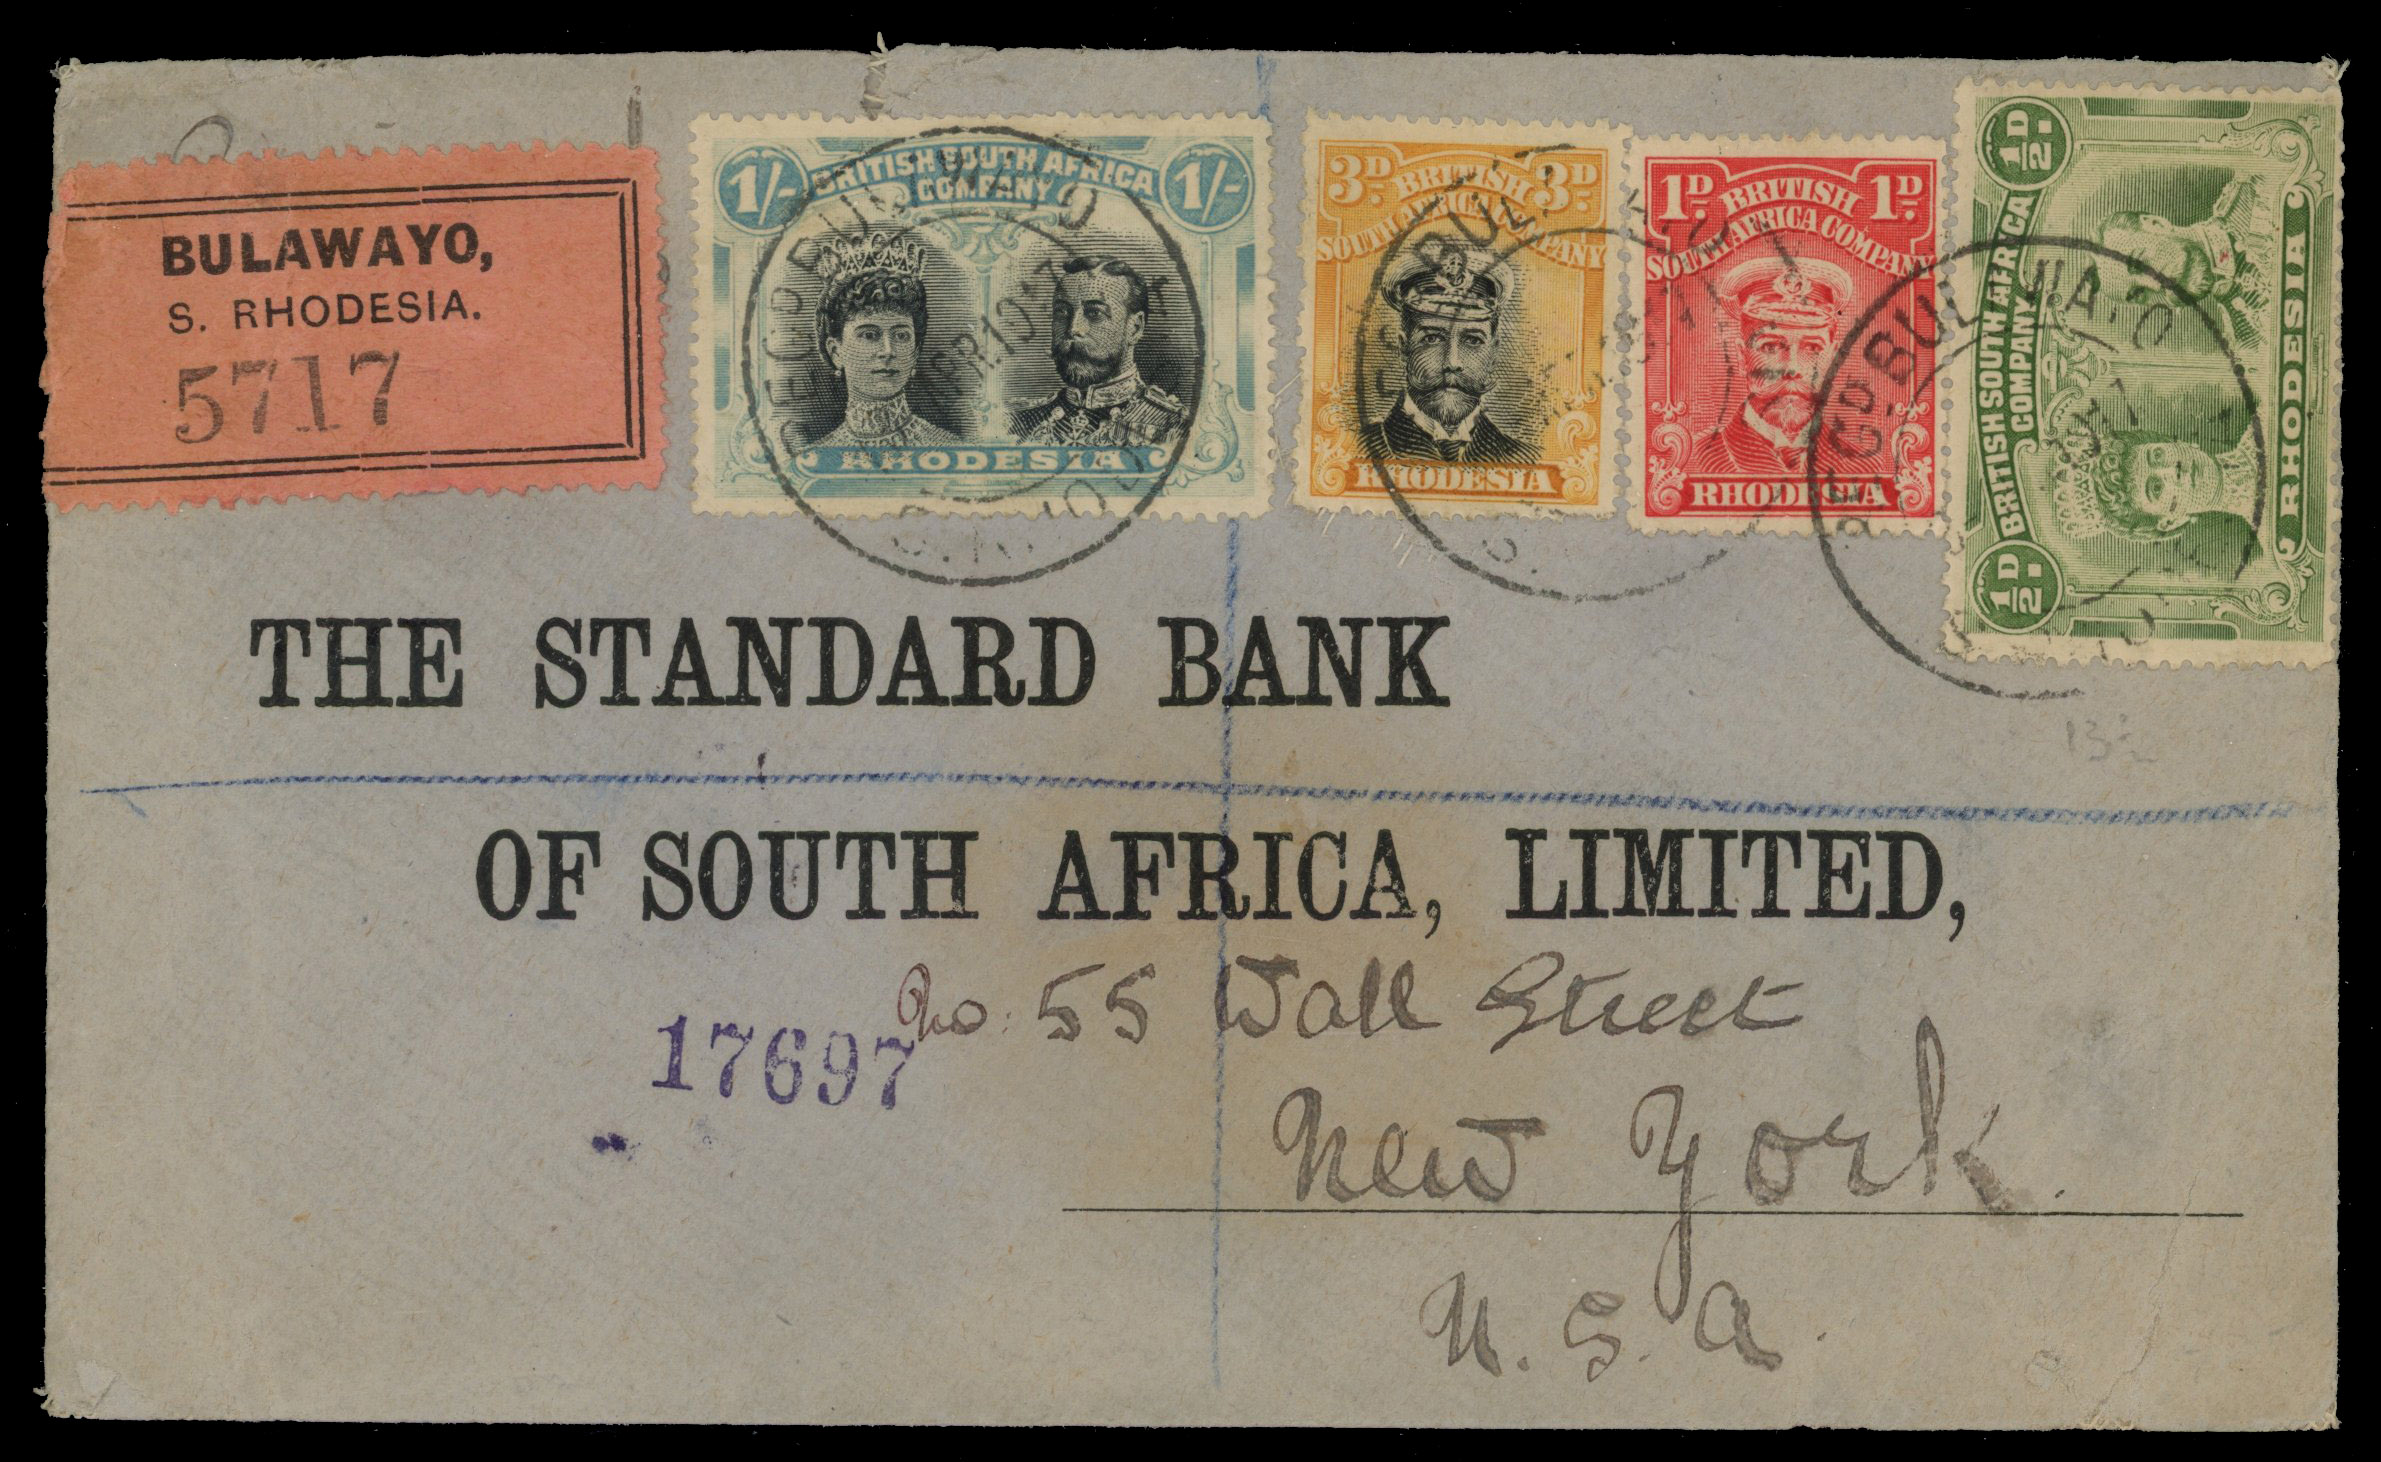 BULAWAYO,
S. RHODESIA.
5717
1/- 1/-
BRITISH SOUTH AFRICA
COMPANY
RHODESIA
3D. 3D.
BRITISH
SOUTH AFRICA COMPANY
RHODESIA
1D. 1D.
BRITISH
SOUTH AFRICA COMPANY
RHODESIA
½D. ½D.
BRITISH SOUTH AFRICA
COMPANY
RHODESIA
THE STANDARD BANK
OF SOUTH AFRICA, LIMITED,
No: 55 Wall Street
17697
New York.
U.S.A.